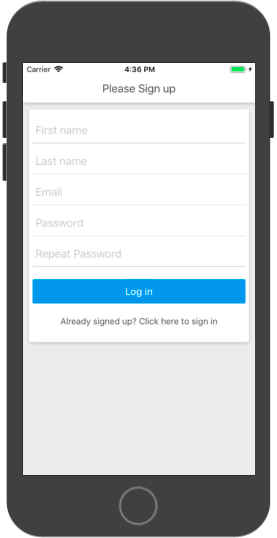 Carrier 4:36 PM
Please Sign up
First name
Last name
Email
Password
Repeat Password
Log in
Already signed up? Click here to sign in